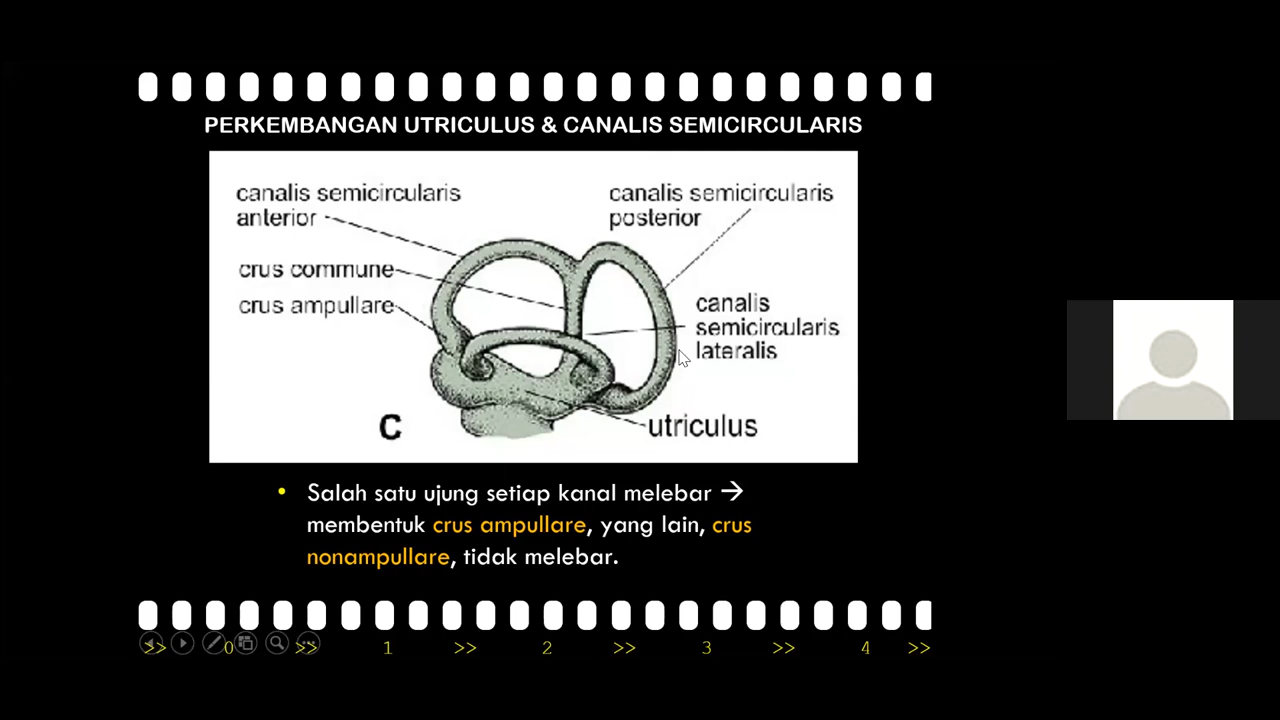 PERKEMBANGAN UTRICULUS & CANALIS SEMICIRCULARIS
canalis semicircularis
anterior
canalis semicircularis
posterior
crus commune
crus ampullare
canalis
semicircularis
lateralis
C
utriculus
• Salah satu ujung setiap kanal melebar →
membentuk crus ampullare, yang lain, crus
nonampullare, tidak melebar.
>> 0 >> 1 >> 2 >> 3 >> 4 >>